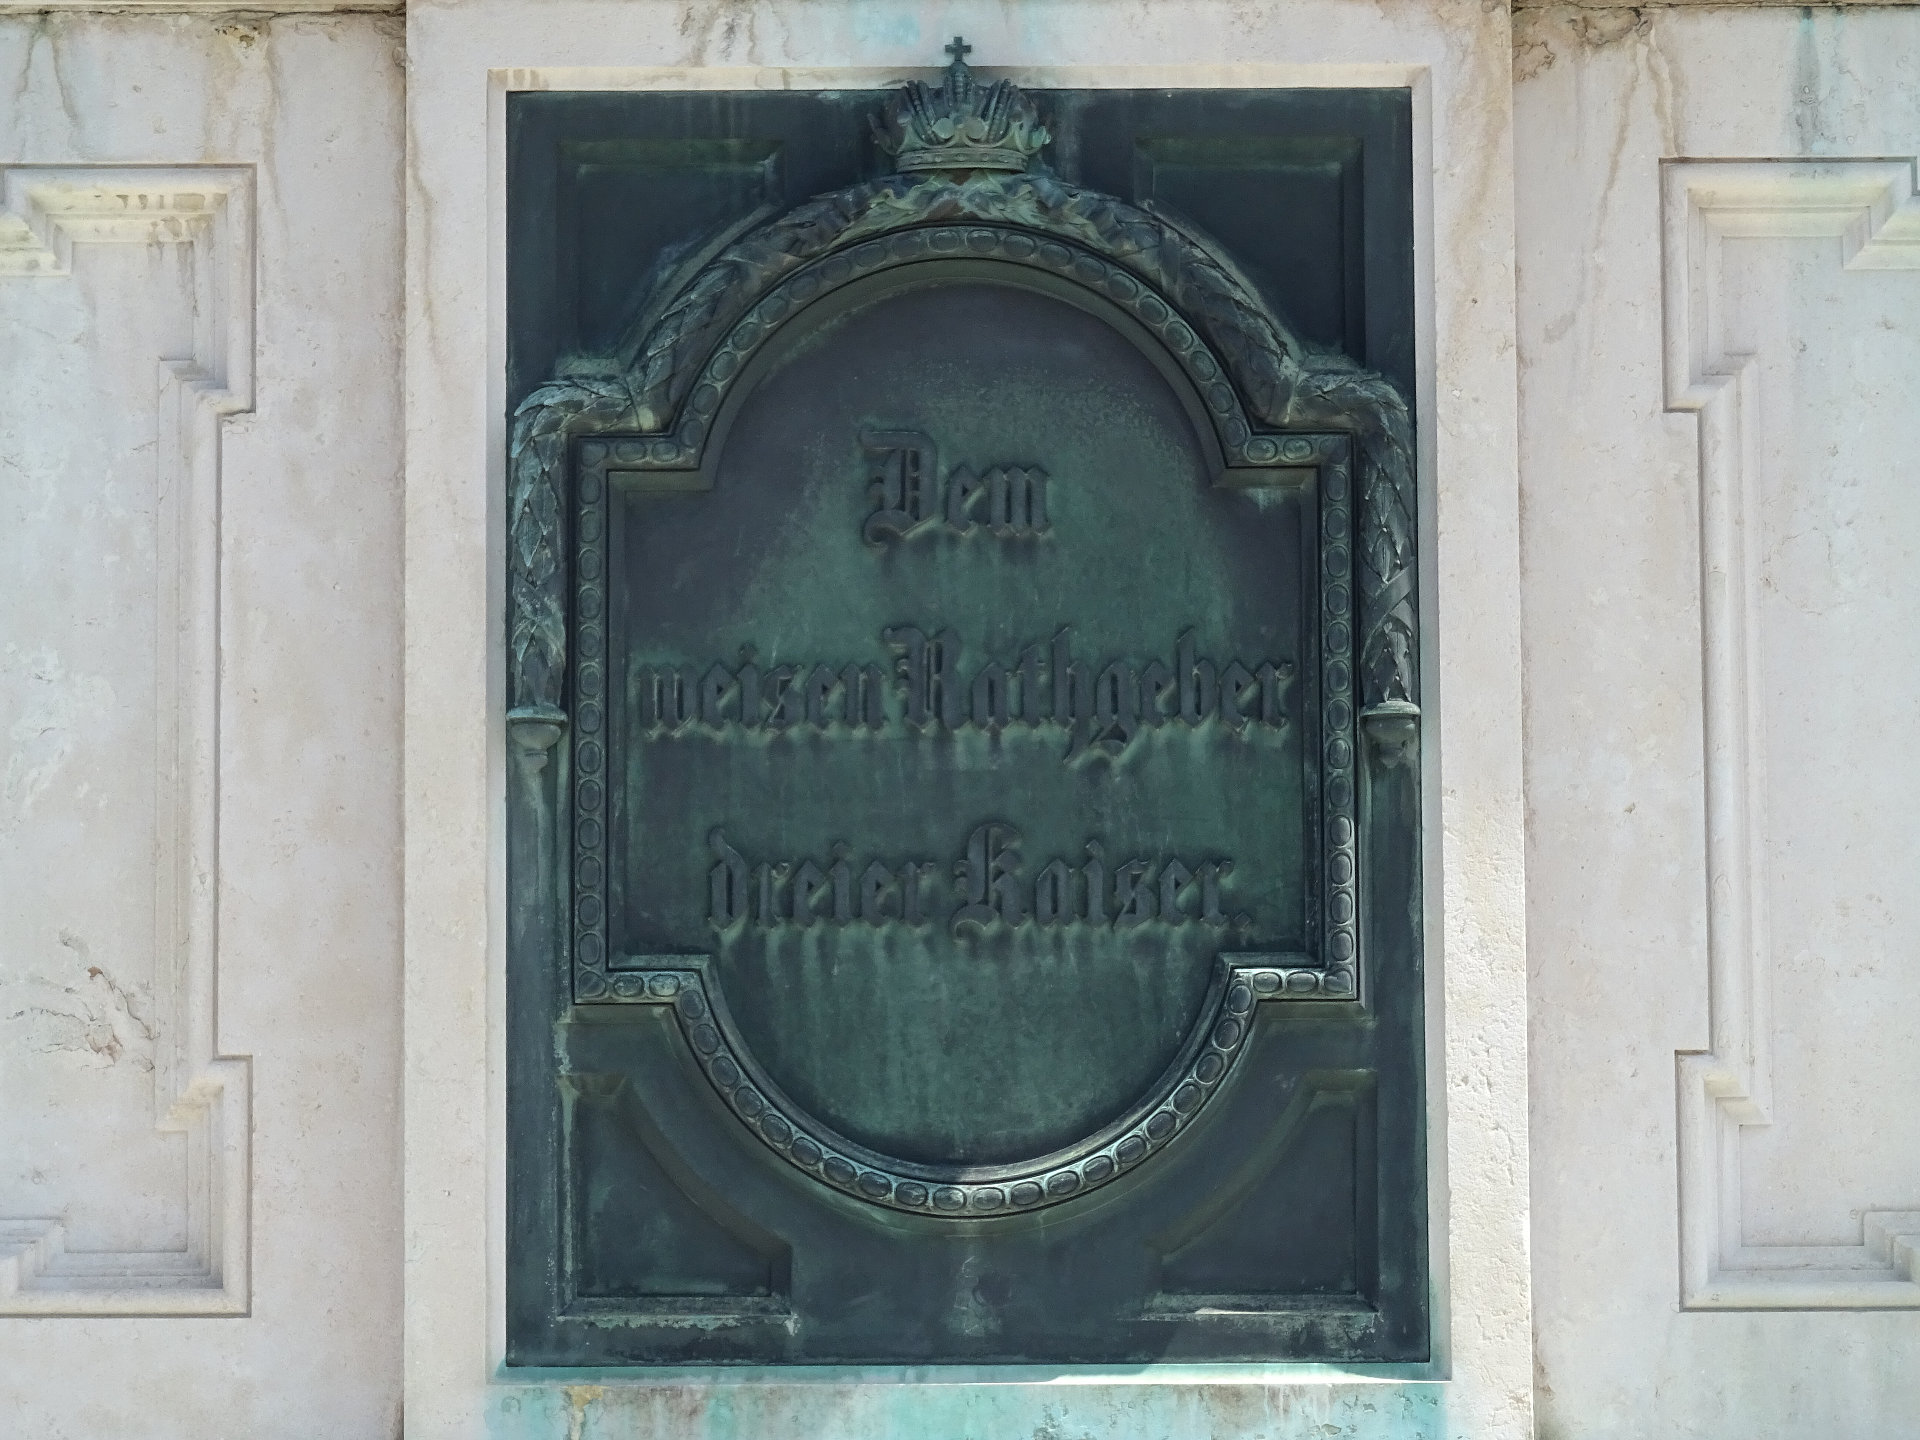 Dem
weisen Rathgeber
dreier Kaiser.